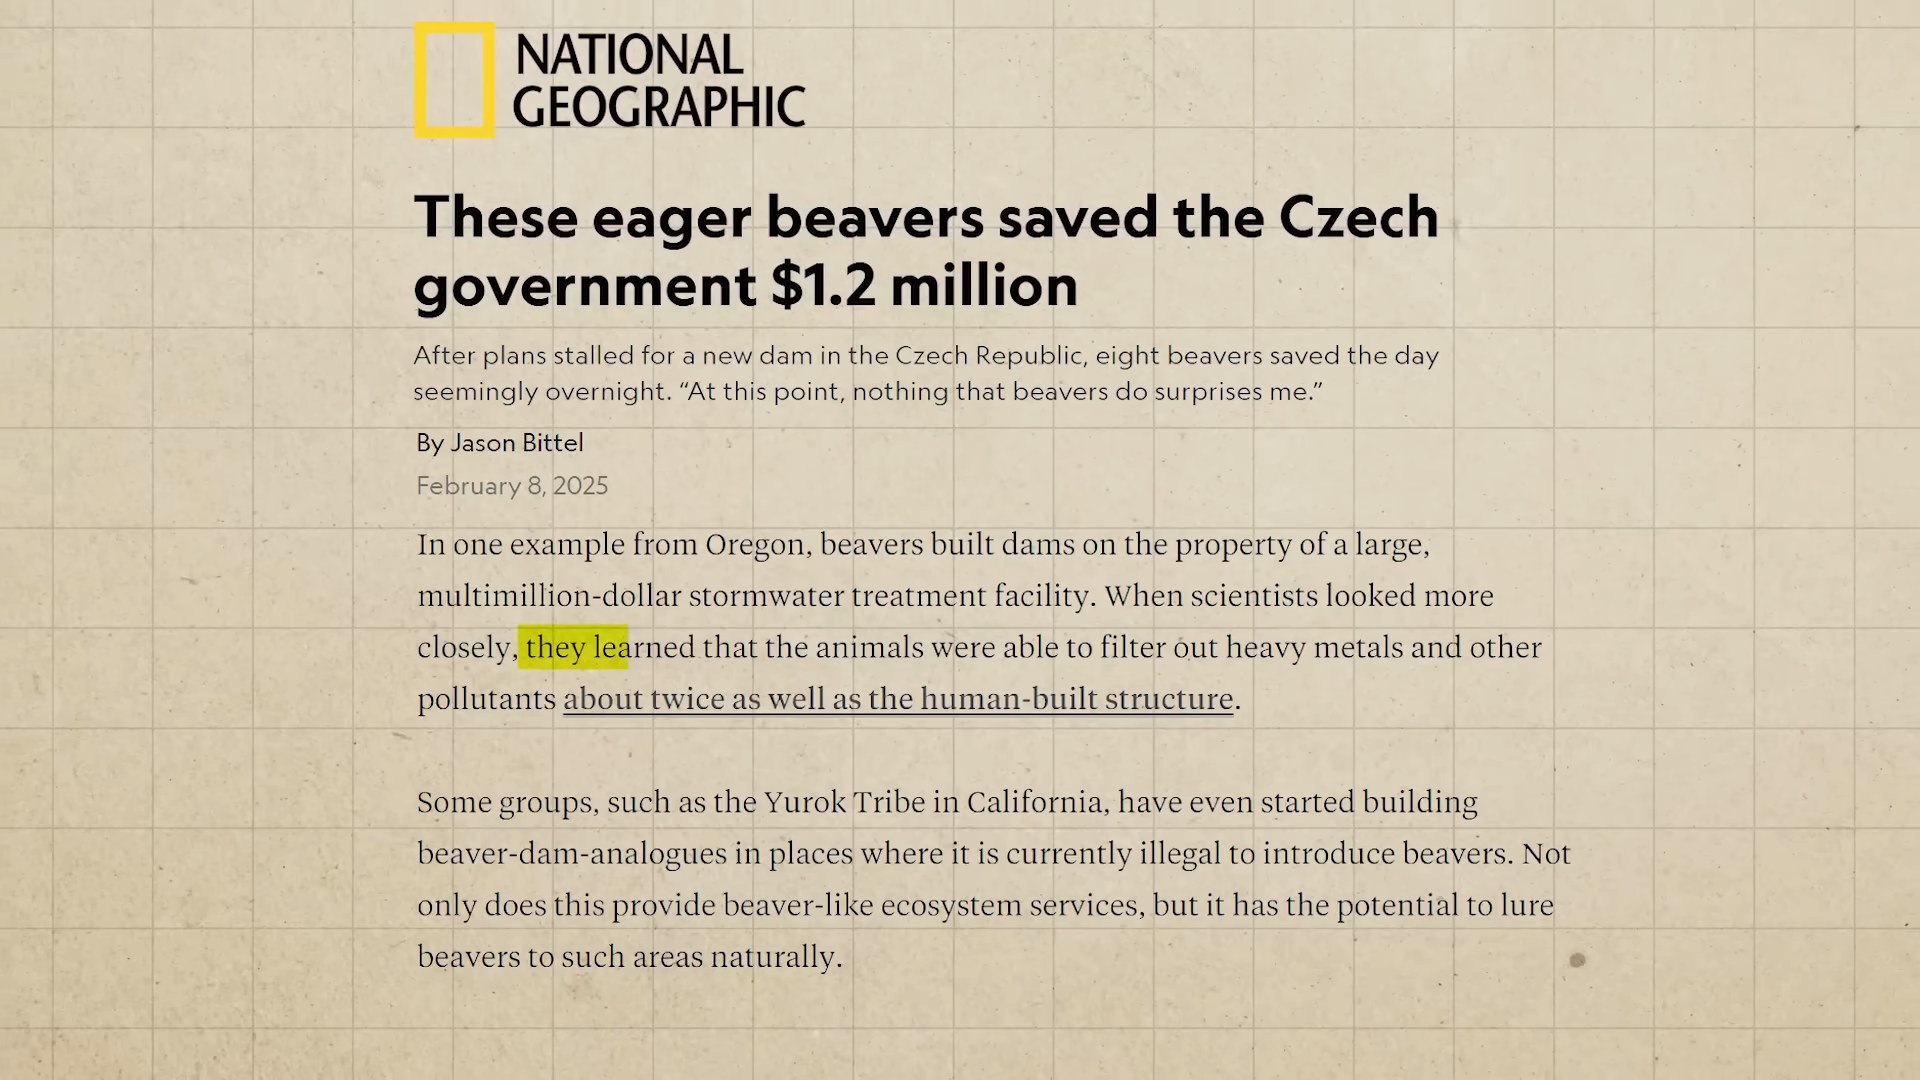 NATIONAL
GEOGRAPHIC
These eager beavers saved the Czech
government $1.2 million
After plans stalled for a new dam in the Czech Republic, eight beavers saved the day
seemingly overnight. “At this point, nothing that beavers do surprises me.”
By Jason Bittel
February 8, 2025
In one example from Oregon, beavers built dams on the property of a large,
multimillion-dollar stormwater treatment facility. When scientists looked more
closely, they learned that the animals were able to filter out heavy metals and other
pollutants about twice as well as the human-built structure.
Some groups, such as the Yurok Tribe in California, have even started building
beaver-dam-analogues in places where it is currently illegal to introduce beavers. Not
only does this provide beaver-like ecosystem services, but it has the potential to lure
beavers to such areas naturally.